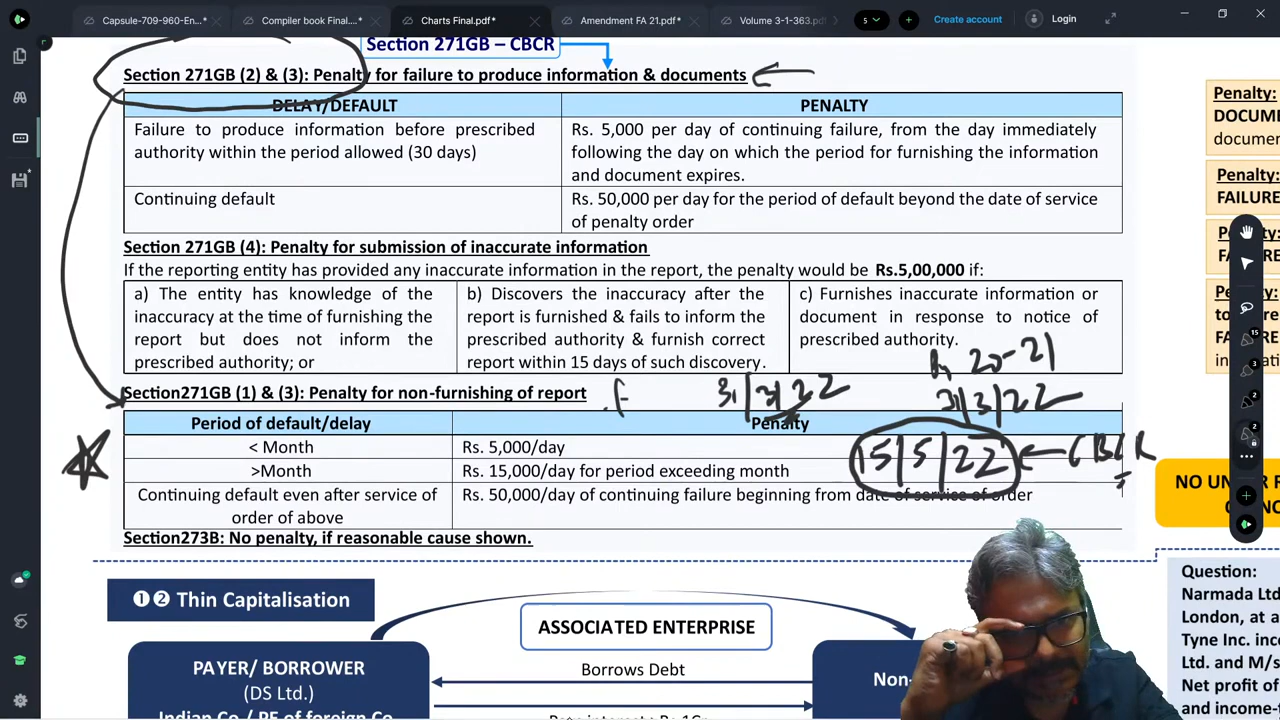 Capsule-709-960-En...*
Compiler book Final....*
Charts Final.pdf*
Amendment FA 21.pdf*
Volume 3-1-363.pdf*
5
Create account
Login
Section 271GB – CBCR
Section 271GB (2) & (3): Penalty for failure to produce information & documents
DELAY/DEFAULT PENALTY
Failure to produce information before prescribed authority within the period allowed (30 days)
Rs. 5,000 per day of continuing failure, from the day immediately
following the day on which the period for furnishing the information
and document expires.
Continuing default
Rs. 50,000 per day for the period of default beyond the date of service
of penalty order
Section 271GB (4): Penalty for submission of inaccurate information
If the reporting entity has provided any inaccurate information in the report, the penalty would be Rs.5,00,000 if:
a) The entity has knowledge of the
inaccuracy at the time of furnishing the
report but does not inform the
prescribed authority; or
b) Discovers the inaccuracy after the
report is furnished & fails to inform the
prescribed authority & furnish correct
report within 15 days of such discovery.
c) Furnishes inaccurate information or
document in response to notice of
prescribed authority.
20-21
31|3|22
31|3|22
Section271GB (1) & (3): Penalty for non-furnishing of report
Period of default/delay Penalty
< Month Rs. 5,000/day
15|5|22 CBCR
>Month Rs. 15,000/day for period exceeding month
Continuing default even after service of
order of above
Rs. 50,000/day of continuing failure beginning from date of service of order
Section273B: No penalty, if reasonable cause shown.
❶❷ Thin Capitalisation
ASSOCIATED ENTERPRISE
PAYER/ BORROWER
(DS Ltd.)
Borrows Debt
Non-
Penalty:
DOCUME
documen
Penalty:
FAILURE
NO UN
Question:
Narmada Ltd
London, at a
Tyne Inc. inc
Ltd. and M/s
Net profit of
and income-f